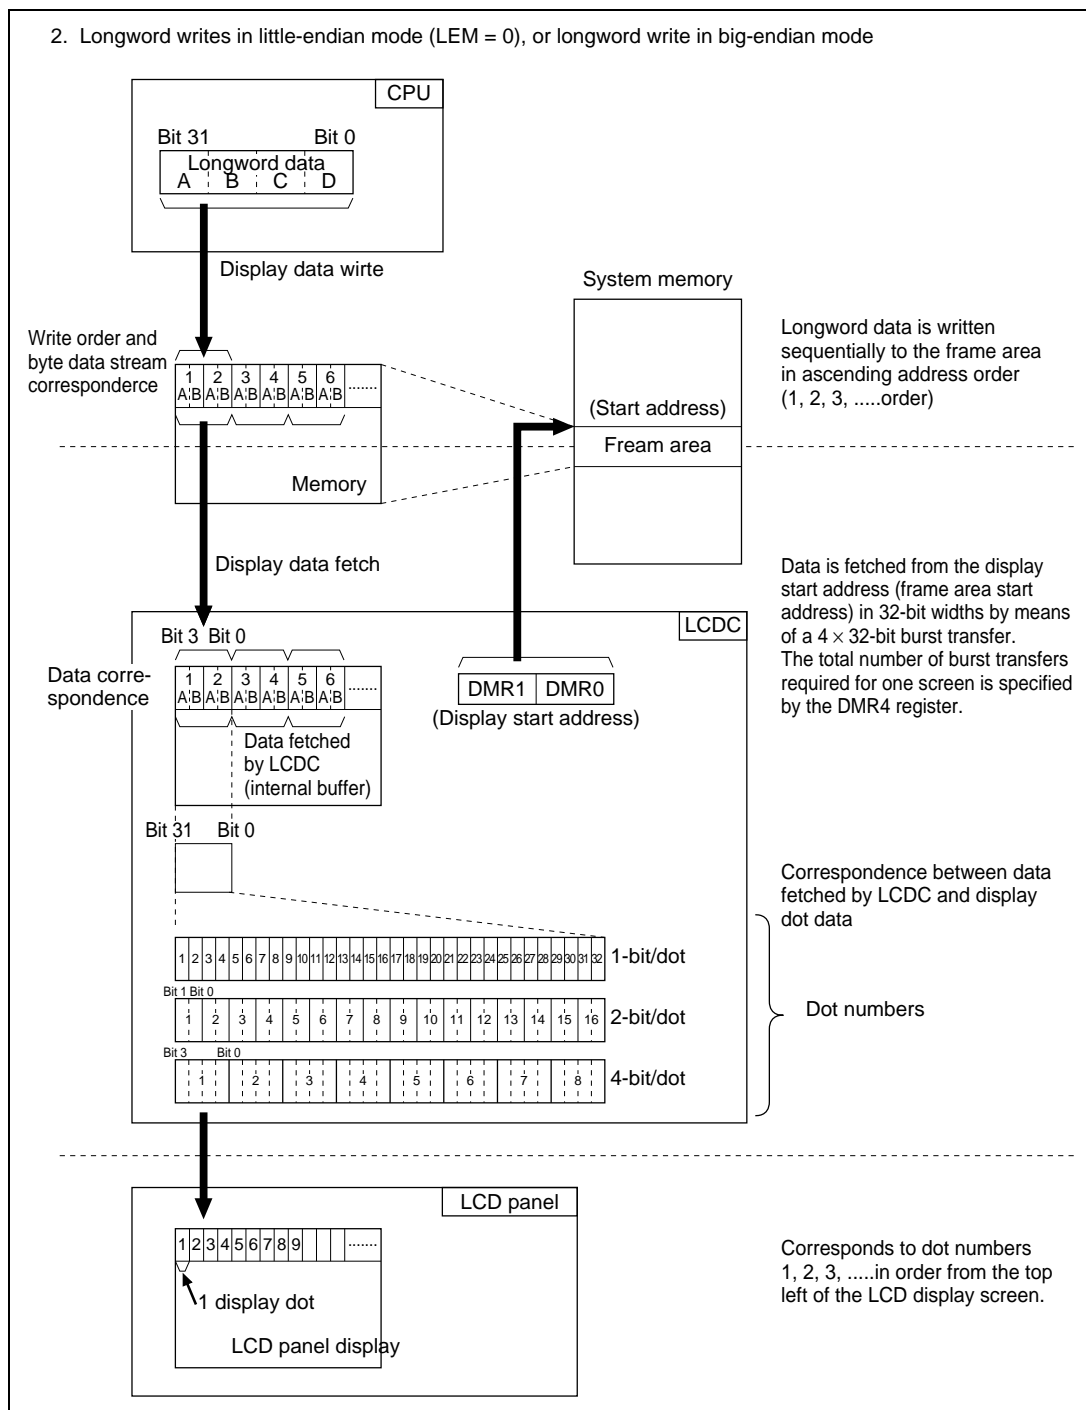 2. Longword writes in little-endian mode (LEM = 0), or longword write in big-endian mode
CPU
Bit 31 Bit 0
Longword data
A B C D
Display data wirte
System memory
Write order and
byte data stream
corresponderce
1 2 3 4 5 6 .......
A B A B A B A B A B A B
Longword data is written
sequentially to the frame area
in ascending address order
(1, 2, 3, .....order)
(Start address)
Fream area
Memory
Display data fetch
Data is fetched from the display
start address (frame area start
address) in 32-bit widths by means
of a 4 × 32-bit burst transfer.
The total number of burst transfers
required for one screen is specified
by the DMR4 register.
LCDC
Bit 3 Bit 0
Data corre-
spondence
1 2 3 4 5 6 .......
A B A B A B A B A B A B
DMR1 DMR0
(Display start address)
Data fetched
by LCDC
(internal buffer)
Bit 31 Bit 0
Correspondence between data
fetched by LCDC and display
dot data
1 2 3 4 5 6 7 8 9 10 11 12 13 14 15 16 17 18 19 20 21 22 23 24 25 26 27 28 29 30 31 32 1-bit/dot
Bit 1 Bit 0
1 2 3 4 5 6 7 8 9 10 11 12 13 14 15 16 2-bit/dot
Dot numbers
Bit 3 Bit 0
1 2 3 4 5 6 7 8 4-bit/dot
LCD panel
1 2 3 4 5 6 7 8 9 .......
1 display dot
LCD panel display
Corresponds to dot numbers
1, 2, 3, .....in order from the top
left of the LCD display screen.